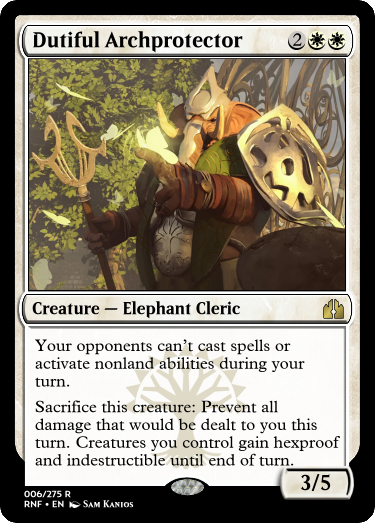 Dutiful Archprotector 2
Creature — Elephant Cleric
Your opponents can't cast spells or
activate nonland abilities during your
turn.
Sacrifice this creature: Prevent all
damage that would be dealt to you this
turn. Creatures you control gain hexproof
and indestructible until end of turn.
3/5
006/275 R
RNF • EN Sam Kanios